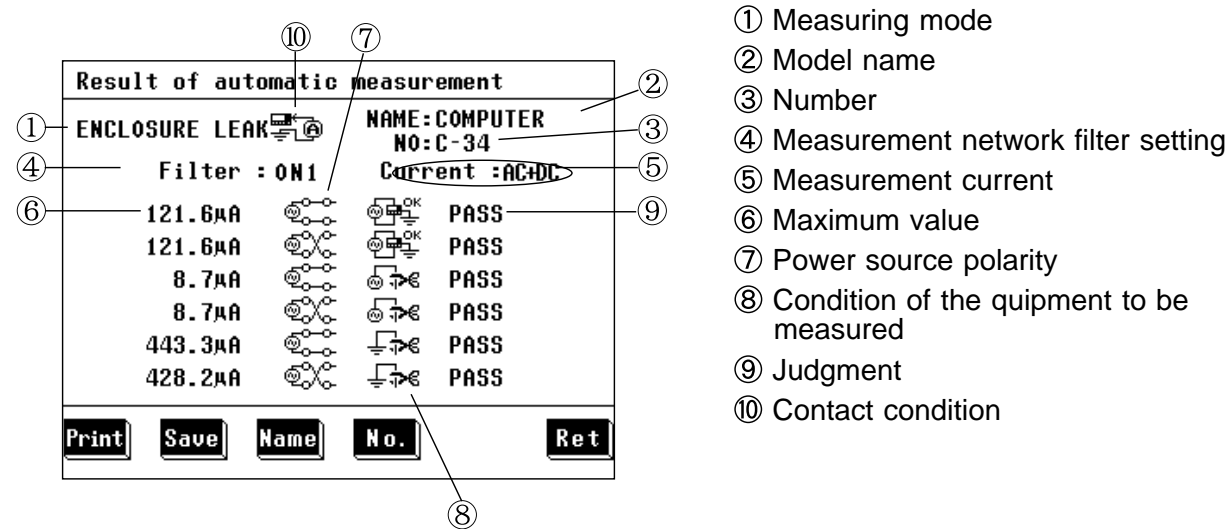 ⑩ ⑦
Result of automatic measurement
②
① ENCLOSURE LEAK A NAME:COMPUTER
NO:C-34 ③
④ Filter :ON1 Current :AC+DC ⑤
⑥ 121.6µA OK PASS ⑨
121.6µA OK PASS
8.7µA PASS
8.7µA PASS
443.3µA PASS
428.2µA PASS
Print Save Name No. Ret
⑧
① Measuring mode
② Model name
③ Number
④ Measurement network filter setting
⑤ Measurement current
⑥ Maximum value
⑦ Power source polarity
⑧ Condition of the quipment to be
measured
⑨ Judgment
⑩ Contact condition